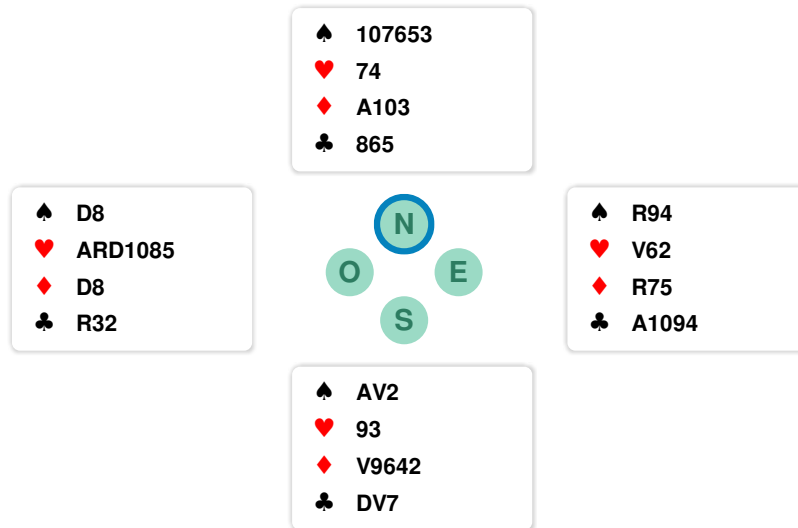 ♠ 107653
♥ 74
♦ A103
♣ 865
♠ D8
♥ ARD1085
♦ D8
♣ R32
N
O E
S
♠ R94
♥ V62
♦ R75
♣ A1094
♠ AV2
♥ 93
♦ V9642
♣ DV7